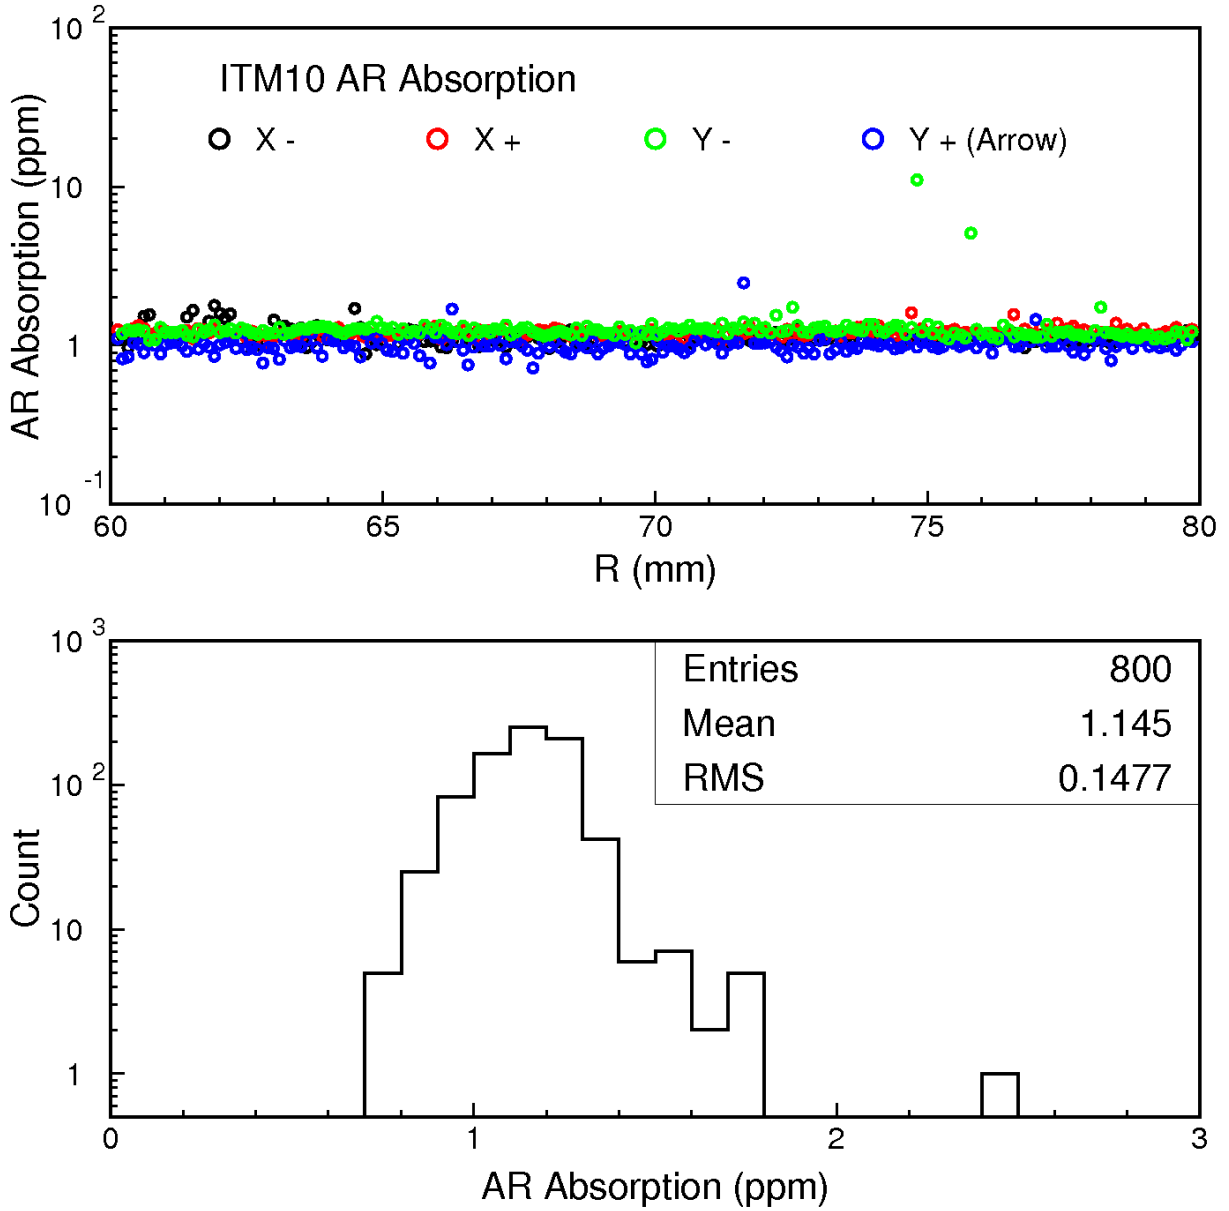 10 2
ITM10 AR Absorption
X - X + Y - Y + (Arrow)
10
1
10 -1
AR Absorption (ppm)
60 65 70 75 80
R (mm)
10 3
Entries 800
Mean 1.145
RMS 0.1477
10 2
10
1
Count
0 1 2 3
AR Absorption (ppm)